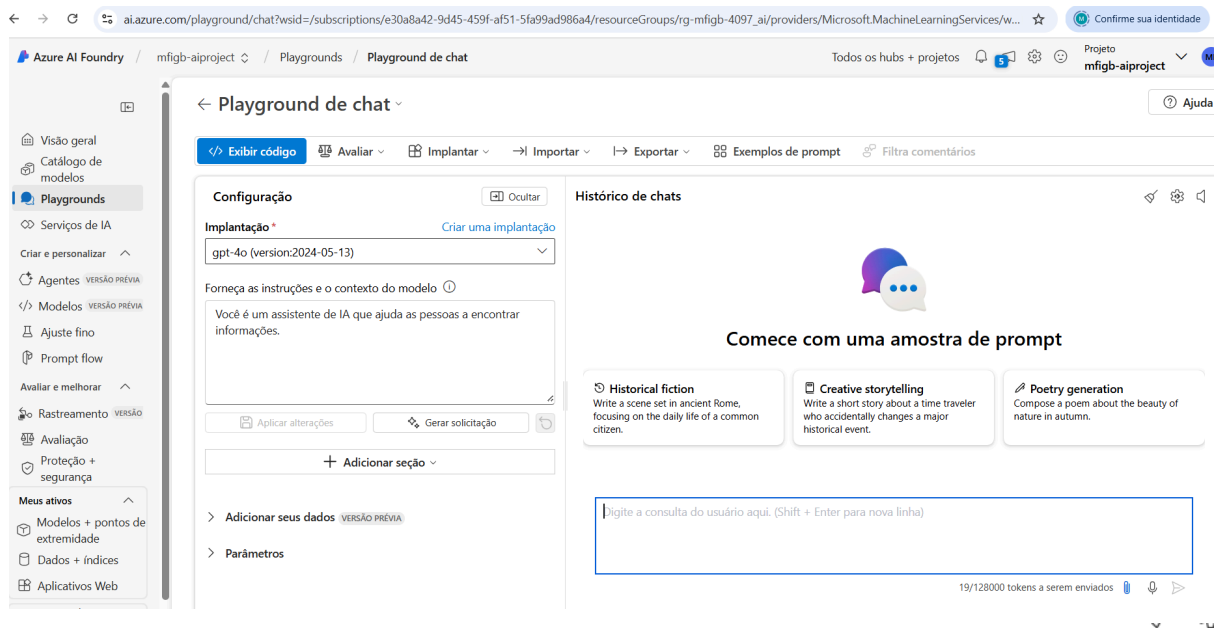 ai.azure.com/playground/chat?wsid=/subscriptions/e30a8a42-9d45-459f-af51-5fa99ad986a4/resourceGroups/rg-mfigb-4097_ai/providers/Microsoft.MachineLearningServices/w...
Confirme sua identidade
Azure AI Foundry / mfigb-aiproject / Playgrounds / Playground de chat
Todos os hubs + projetos
5
Projeto
mfigb-aiproject
Visão geral
Catálogo de
modelos
Playgrounds
Serviços de IA
Criar e personalizar
Agentes VERSÃO PRÉVIA
Modelos VERSÃO PRÉVIA
Ajuste fino
Prompt flow
Avaliar e melhorar
Rastreamento VERSÃO
Avaliação
Proteção +
segurança
Meus ativos
Modelos + pontos de
extremidade
Dados + índices
Aplicativos Web
Playground de chat
Ajuda
Exibir código
Avaliar
Implantar
Importar
Exportar
Exemplos de prompt
Filtra comentários
Configuração
Ocultar
Implantação *
Criar uma implantação
gpt-4o (version:2024-05-13)
Forneça as instruções e o contexto do modelo
Você é um assistente de IA que ajuda as pessoas a encontrar
informações.
Aplicar alterações
Gerar solicitação
Adicionar seção
Adicionar seus dados VERSÃO PRÉVIA
Parâmetros
Histórico de chats
Comece com uma amostra de prompt
Historical fiction
Write a scene set in ancient Rome,
focusing on the daily life of a common
citizen.
Creative storytelling
Write a short story about a time traveler
who accidentally changes a major
historical event.
Poetry generation
Compose a poem about the beauty of
nature in autumn.
Digite a consulta do usuário aqui. (Shift + Enter para nova linha)
19/128000 tokens a serem enviados